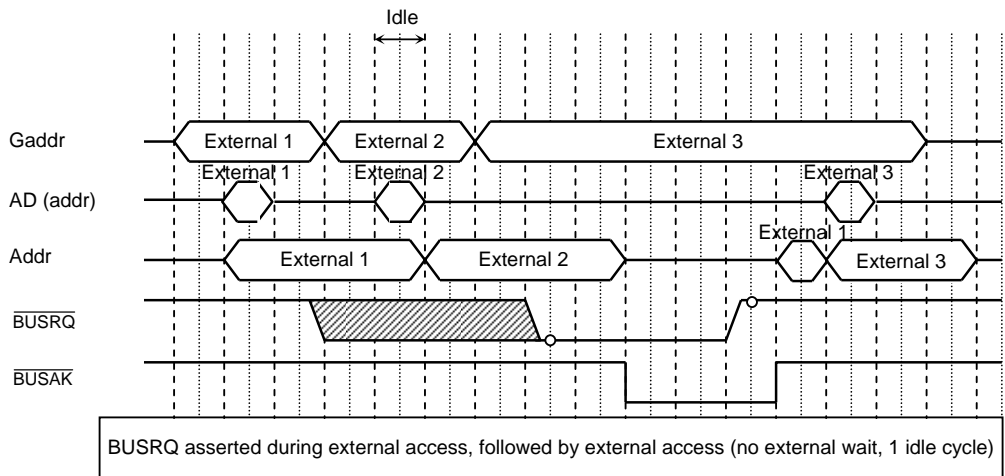 Idle
Gaddr
External 1
External 2
External 3
External 1
External 2
External 3
AD (addr)
External 1
Addr
External 1
External 2
External 3
BUSRQ
BUSAK
BUSRQ asserted during external access, followed by external access (no external wait, 1 idle cycle)